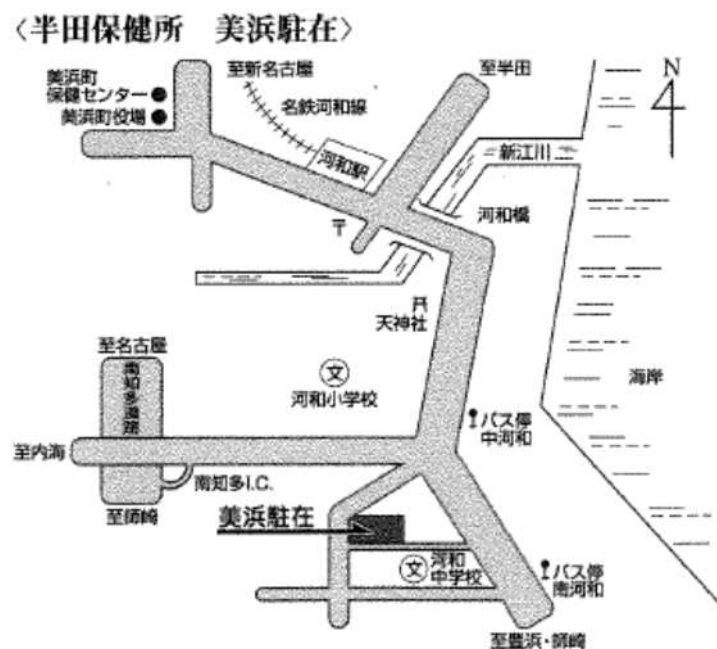 〈半田保健所　美浜駐在〉
美浜町
保健センター
美浜町役場
至新名古屋
名鉄河和線
河和駅
至半田
N
新江川
河和橋
〒
天神社
至名古屋
南知多道路
文
河和小学校
海岸
バス停
中河和
至内海
南知多I.C.
至師崎
美浜駐在
文
河和
中学校
バス停
南河和
至豊浜・師崎